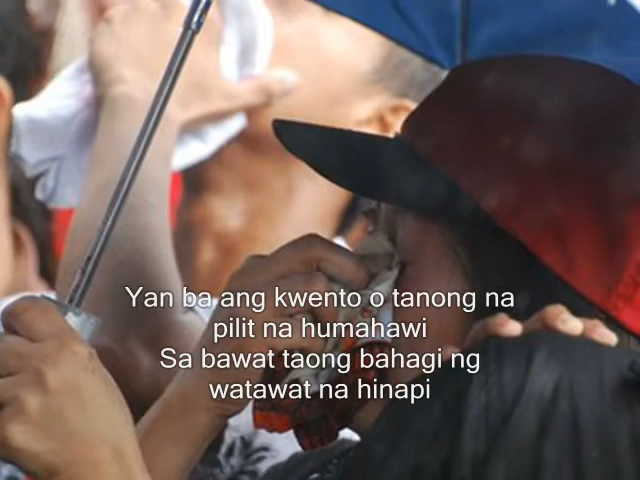 Yan ba ang kwento o tanong na
pilit na humahawi
Sa bawat taong bahagi ng
watawat na hinapi